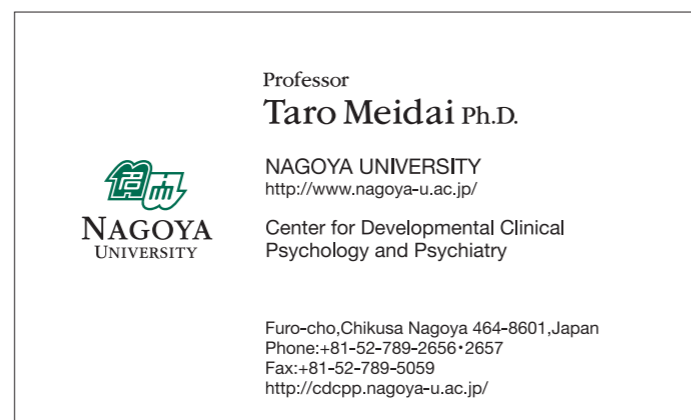 Professor
Taro Meidai Ph.D.
名大
NAGOYA
UNIVERSITY
NAGOYA UNIVERSITY
http://www.nagoya-u.ac.jp/
Center for Developmental Clinical
Psychology and Psychiatry
Furo-cho,Chikusa Nagoya 464-8601,Japan
Phone:+81-52-789-2656・2657
Fax:+81-52-789-5059
http://cdcpp.nagoya-u.ac.jp/